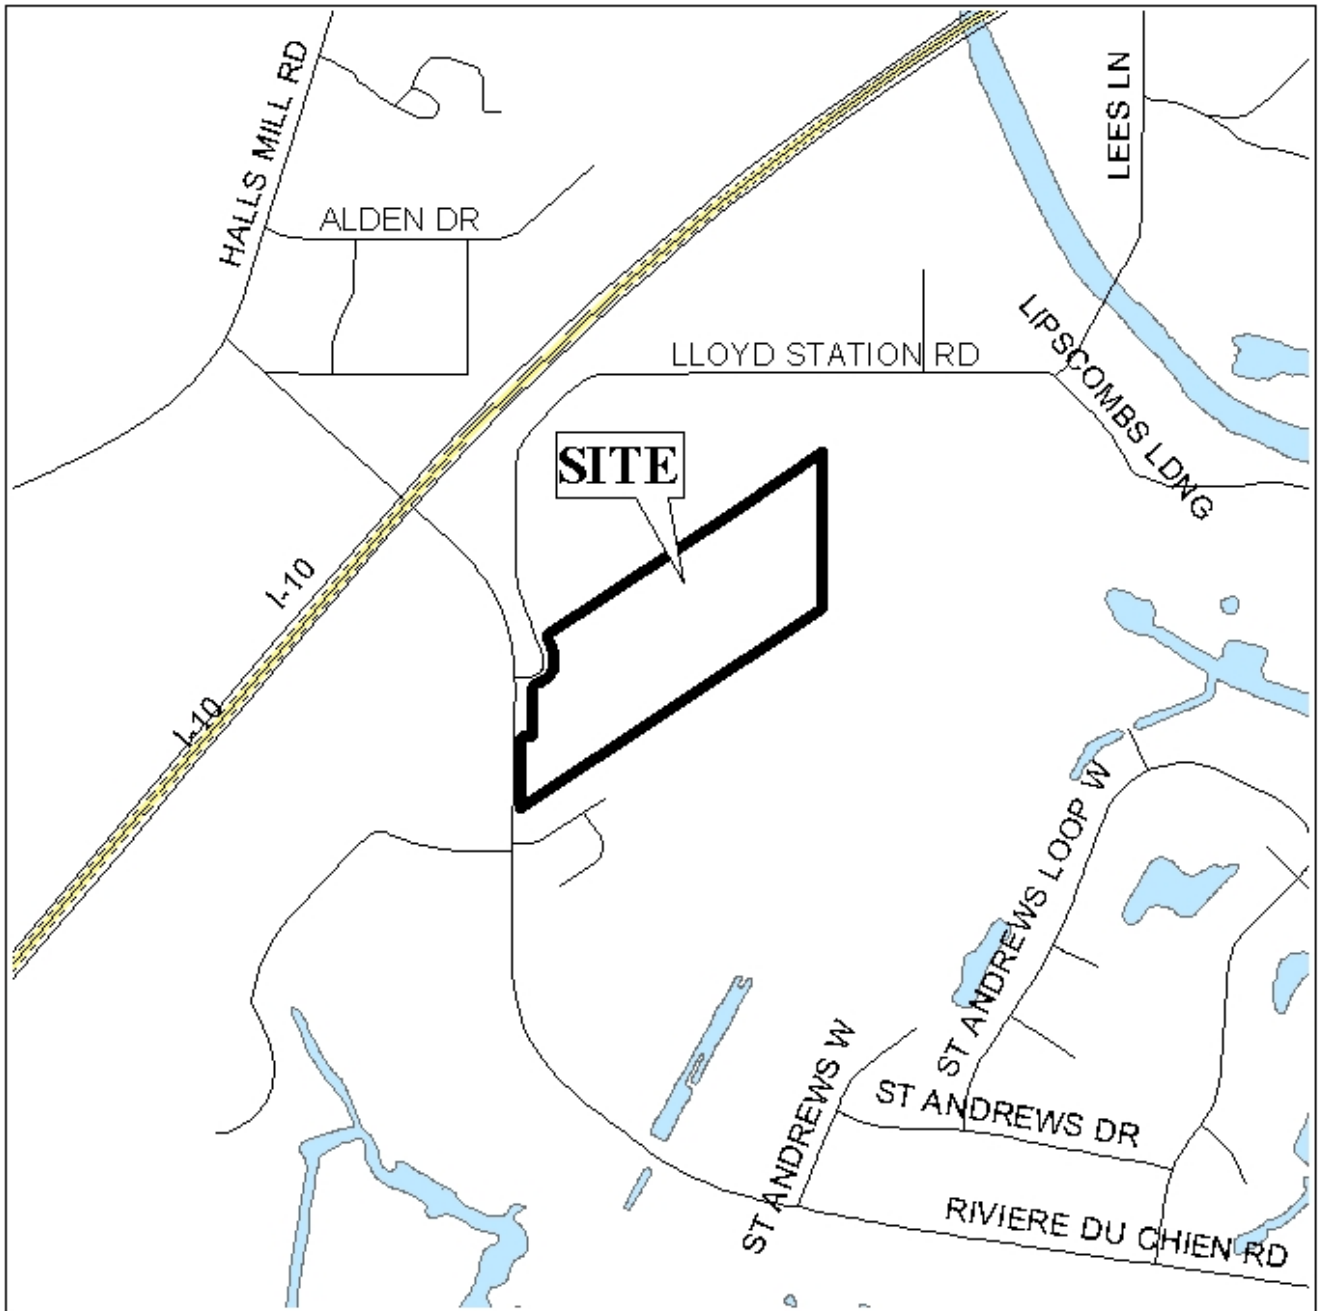 HALLS MILL RD
LEES LN
ALDEN DR
LLOYD STATION RD
LIPSCOMBS LDNG
SITE
I-10
I-10
ST ANDREWS LOOP W
ST ANDREWS W
ST ANDREWS DR
RIVIERE DU CHIEN RD